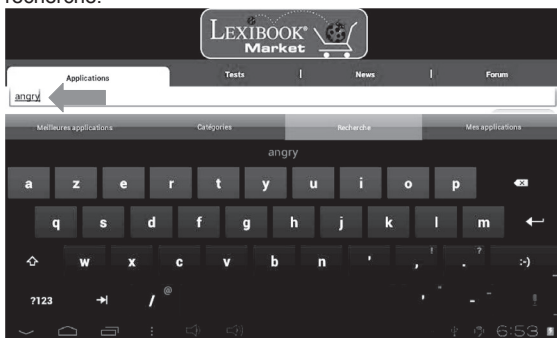 recherche.
LEXIBOOK®
Market
Applications Tests | News | Forum
angry
Meilleures applications Catégories Recherche Mes applications
angry
a z e r t y u i o p
q s d f g h j k l m
w x c v b n ' , ! . ? :-)
?123 / @ ' " - _ !
6:53